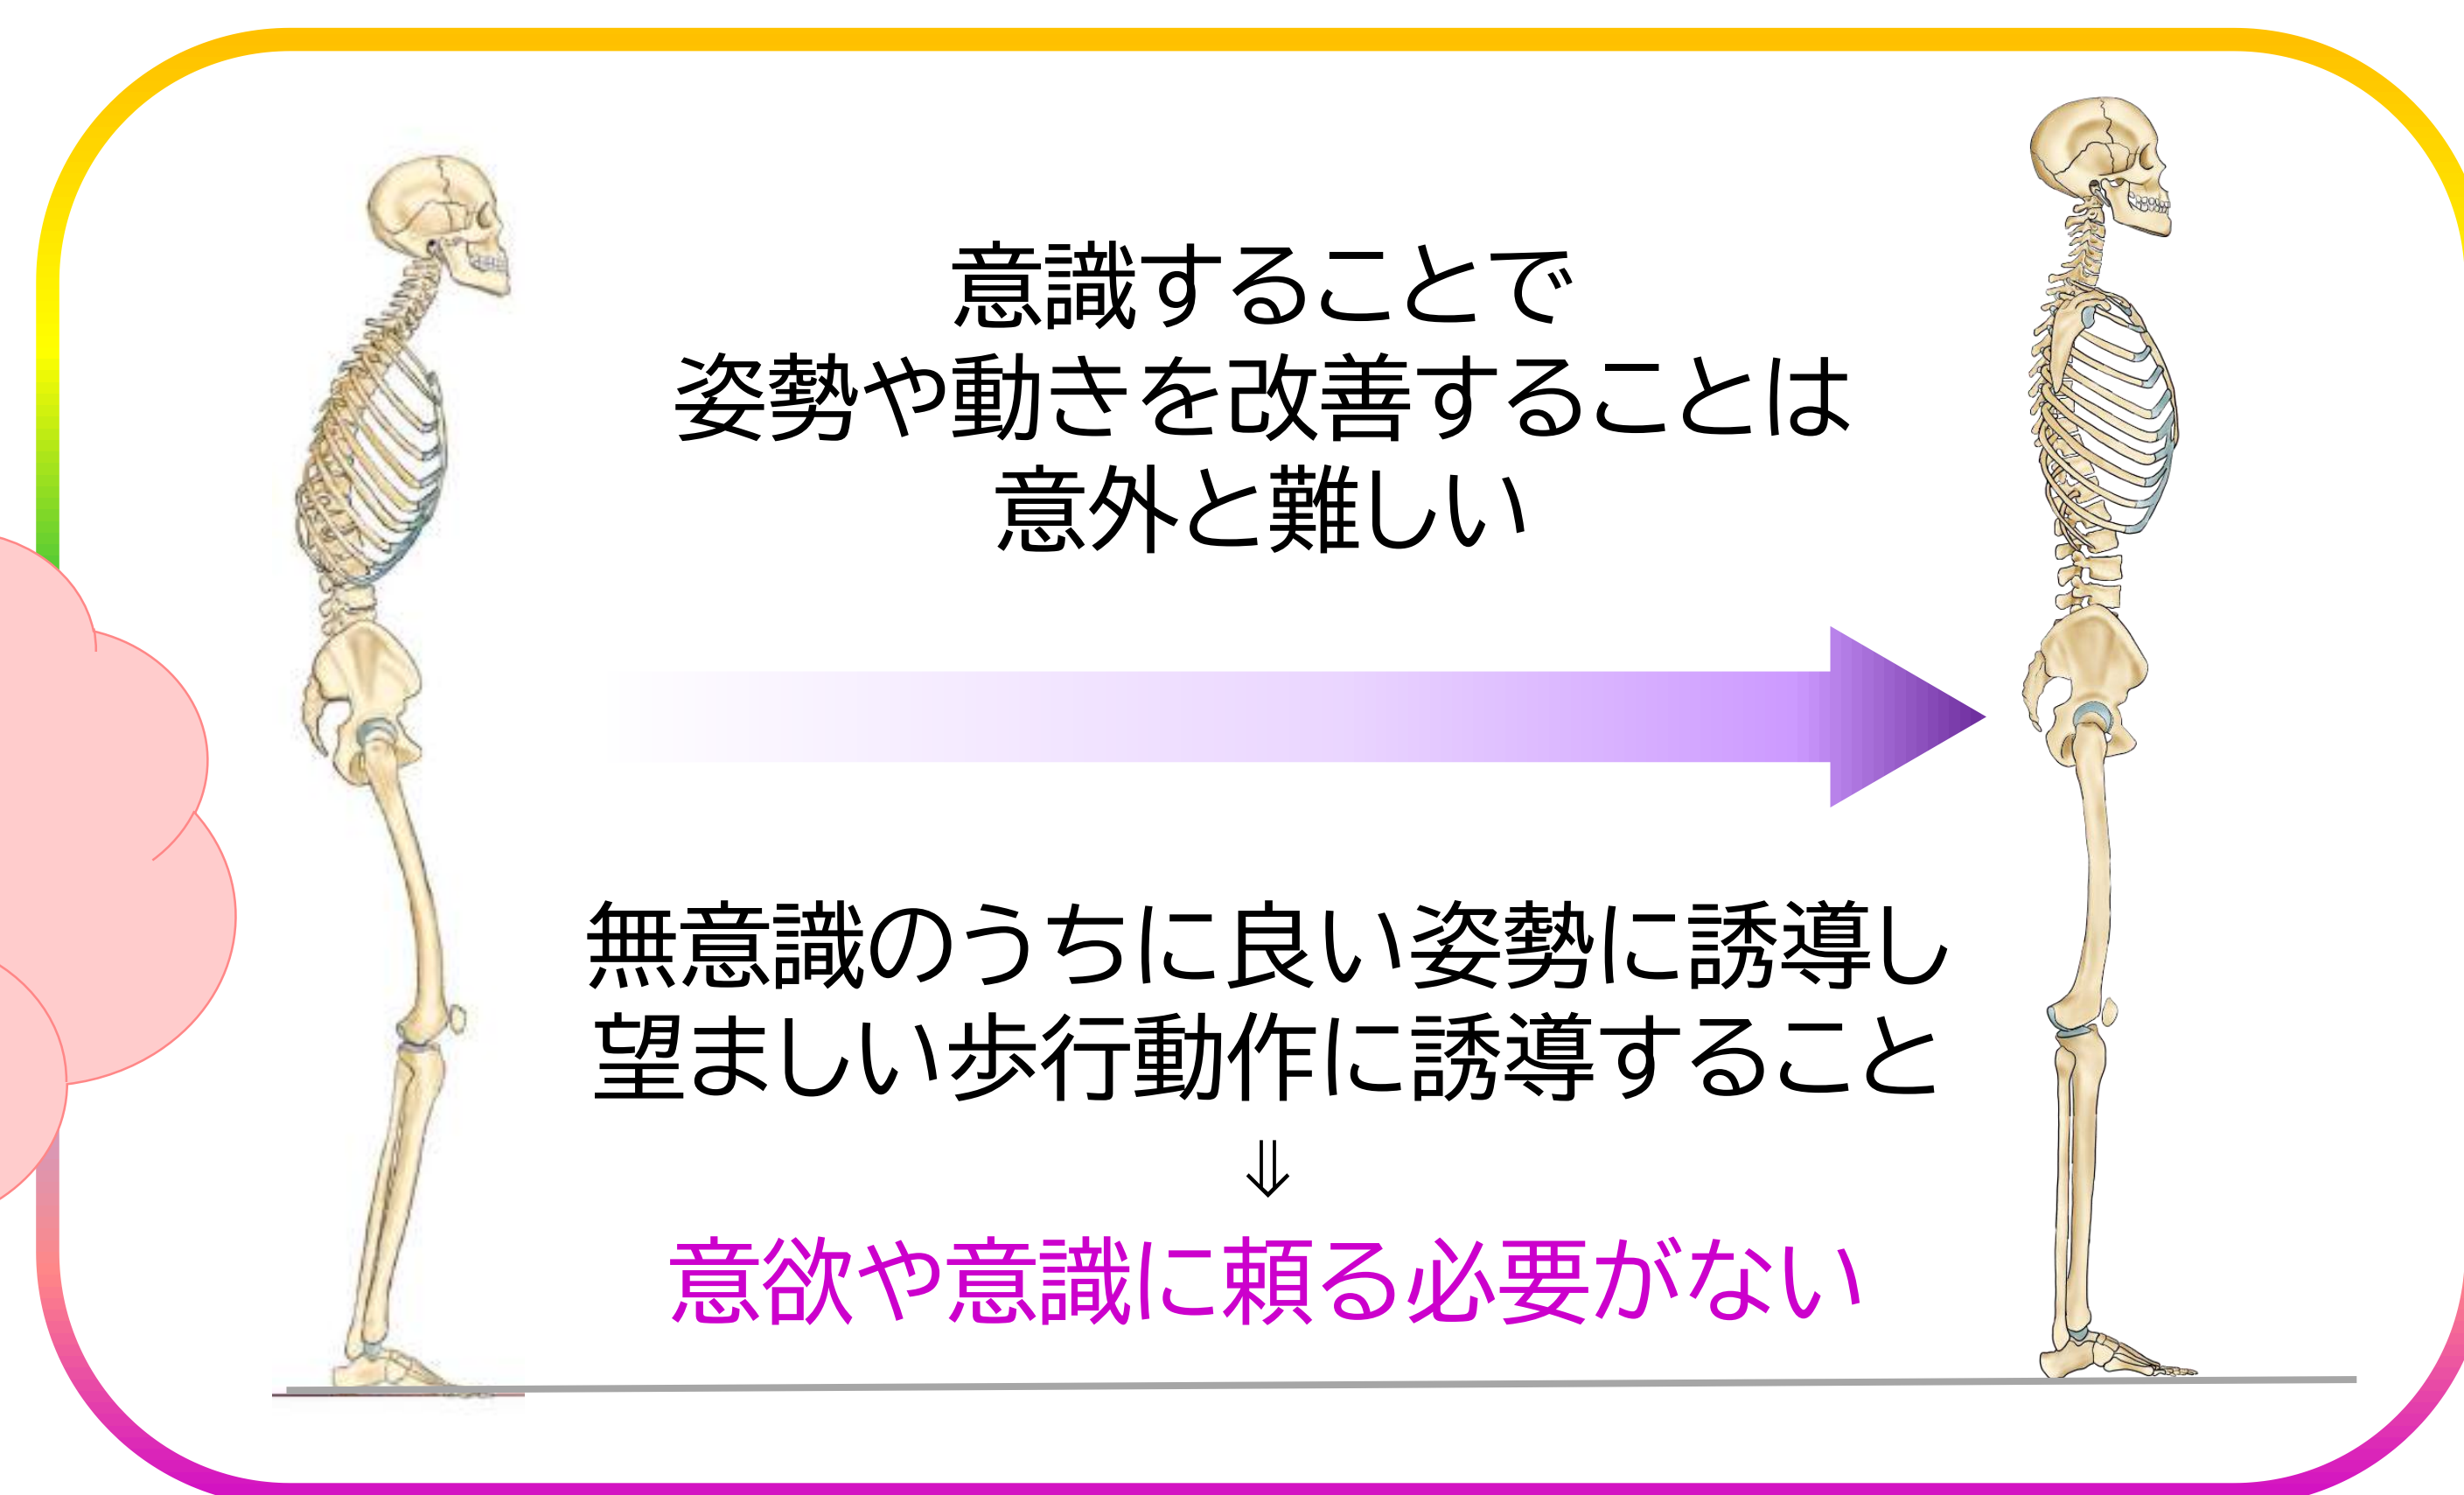 意識することで
姿勢や動きを改善することは
意外と難しい
無意識のうちに良い姿勢に誘導し
望ましい歩行動作に誘導すること
⇓
意欲や意識に頼る必要がない